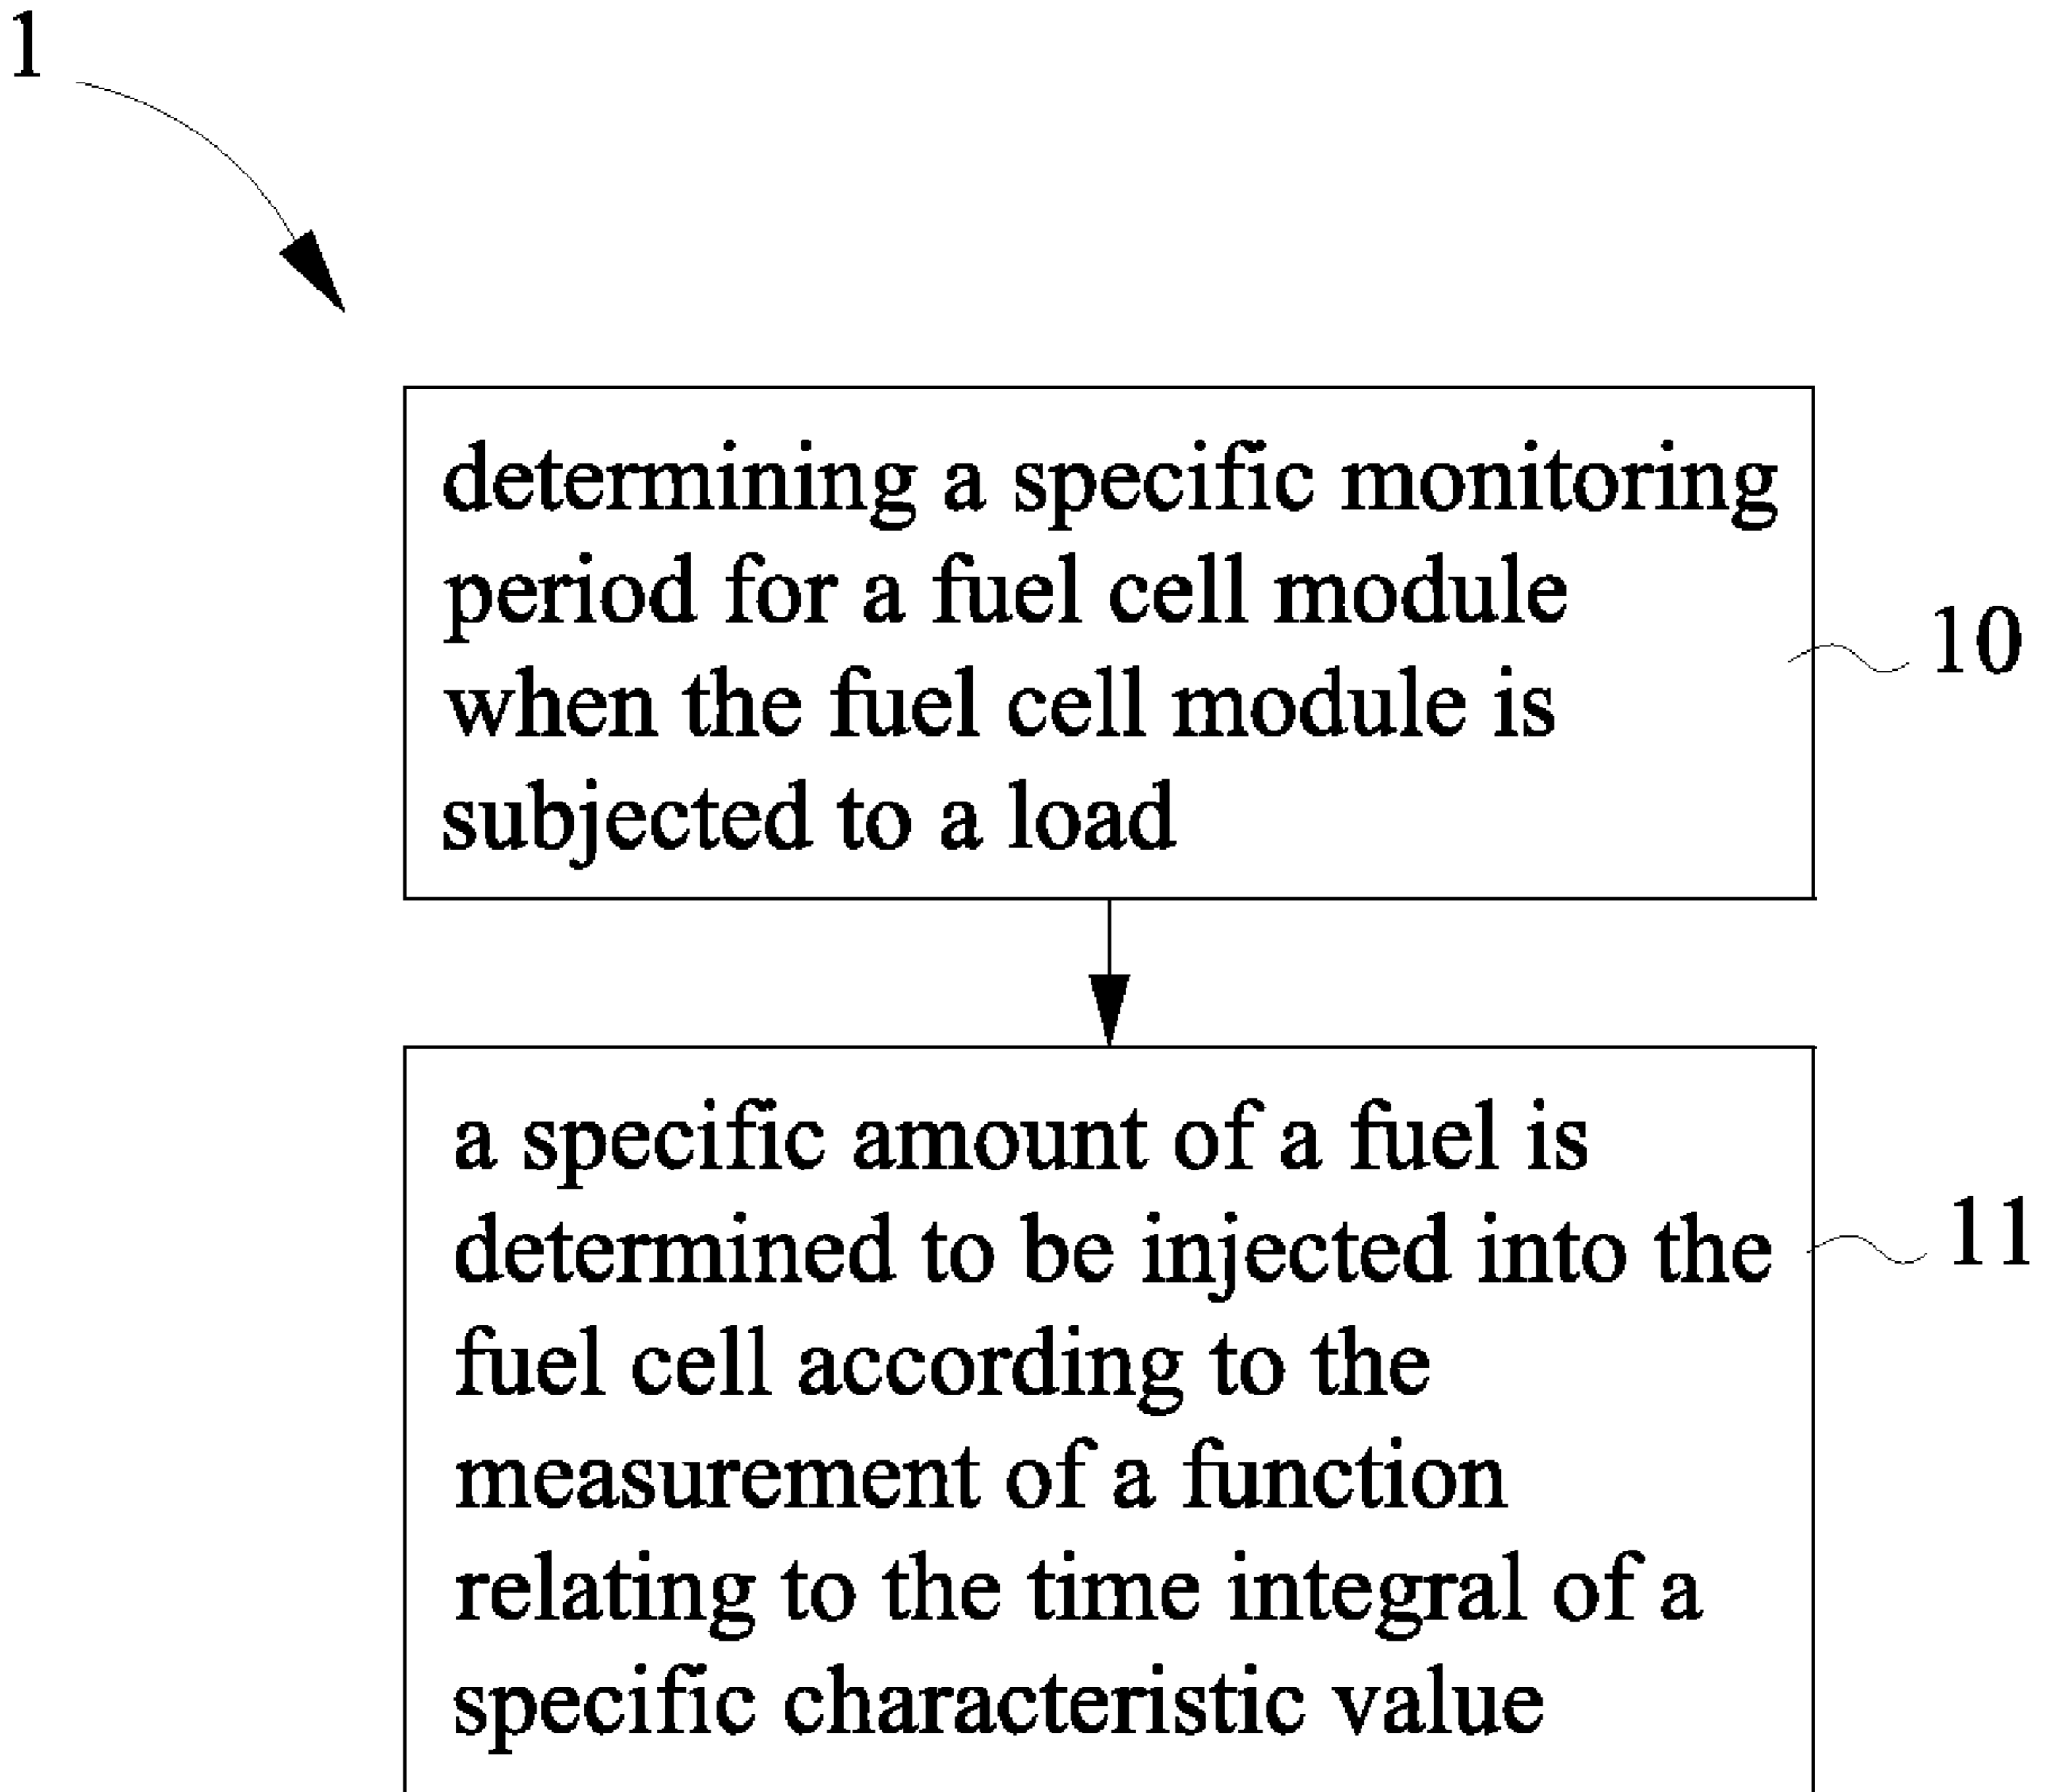 1
determining a specific monitoring
period for a fuel cell module
when the fuel cell module is
subjected to a load
10
a specific amount of a fuel is
determined to be injected into the
fuel cell according to the
measurement of a function
relating to the time integral of a
specific characteristic value
11